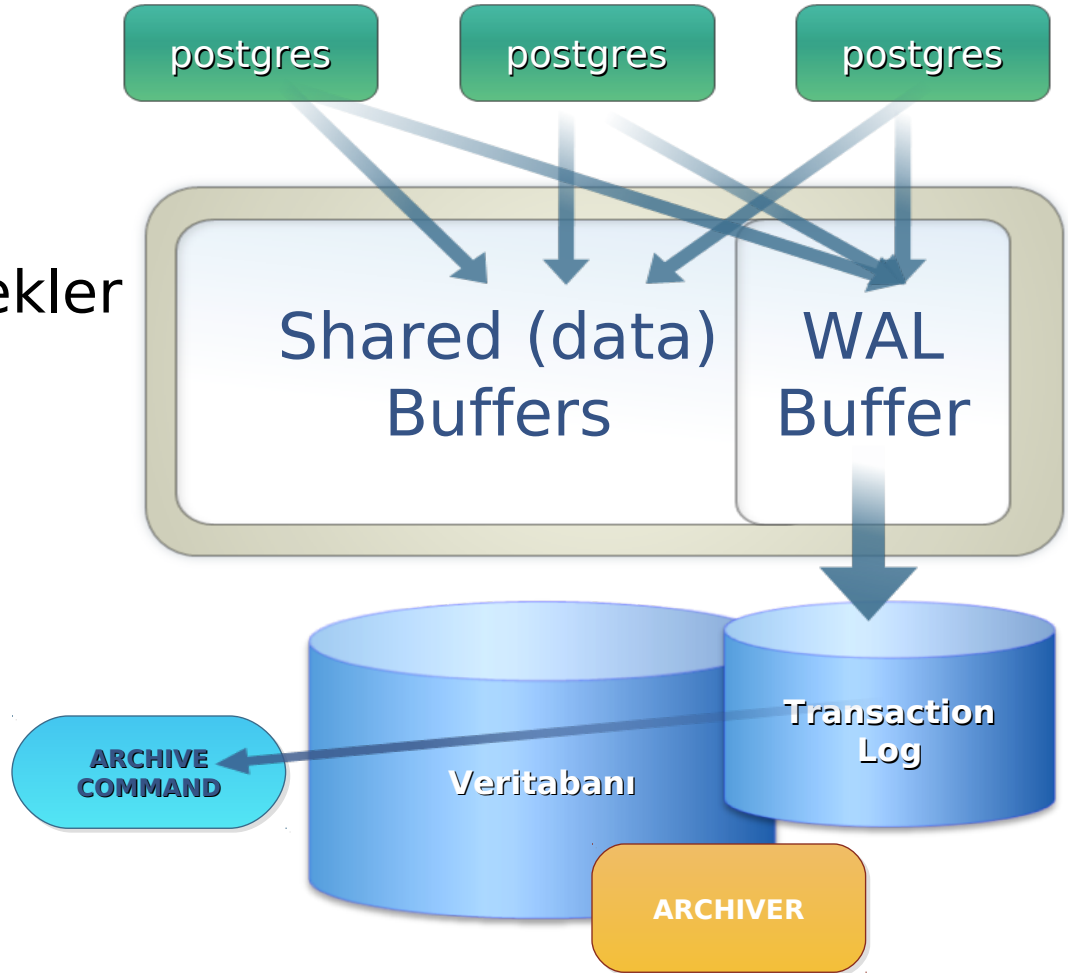 postgres
postgres
postgres
ekler
Shared (data)
Buffers
WAL
Buffer
Transaction
Log
ARCHIVE
COMMAND
Veritabanı
ARCHIVER